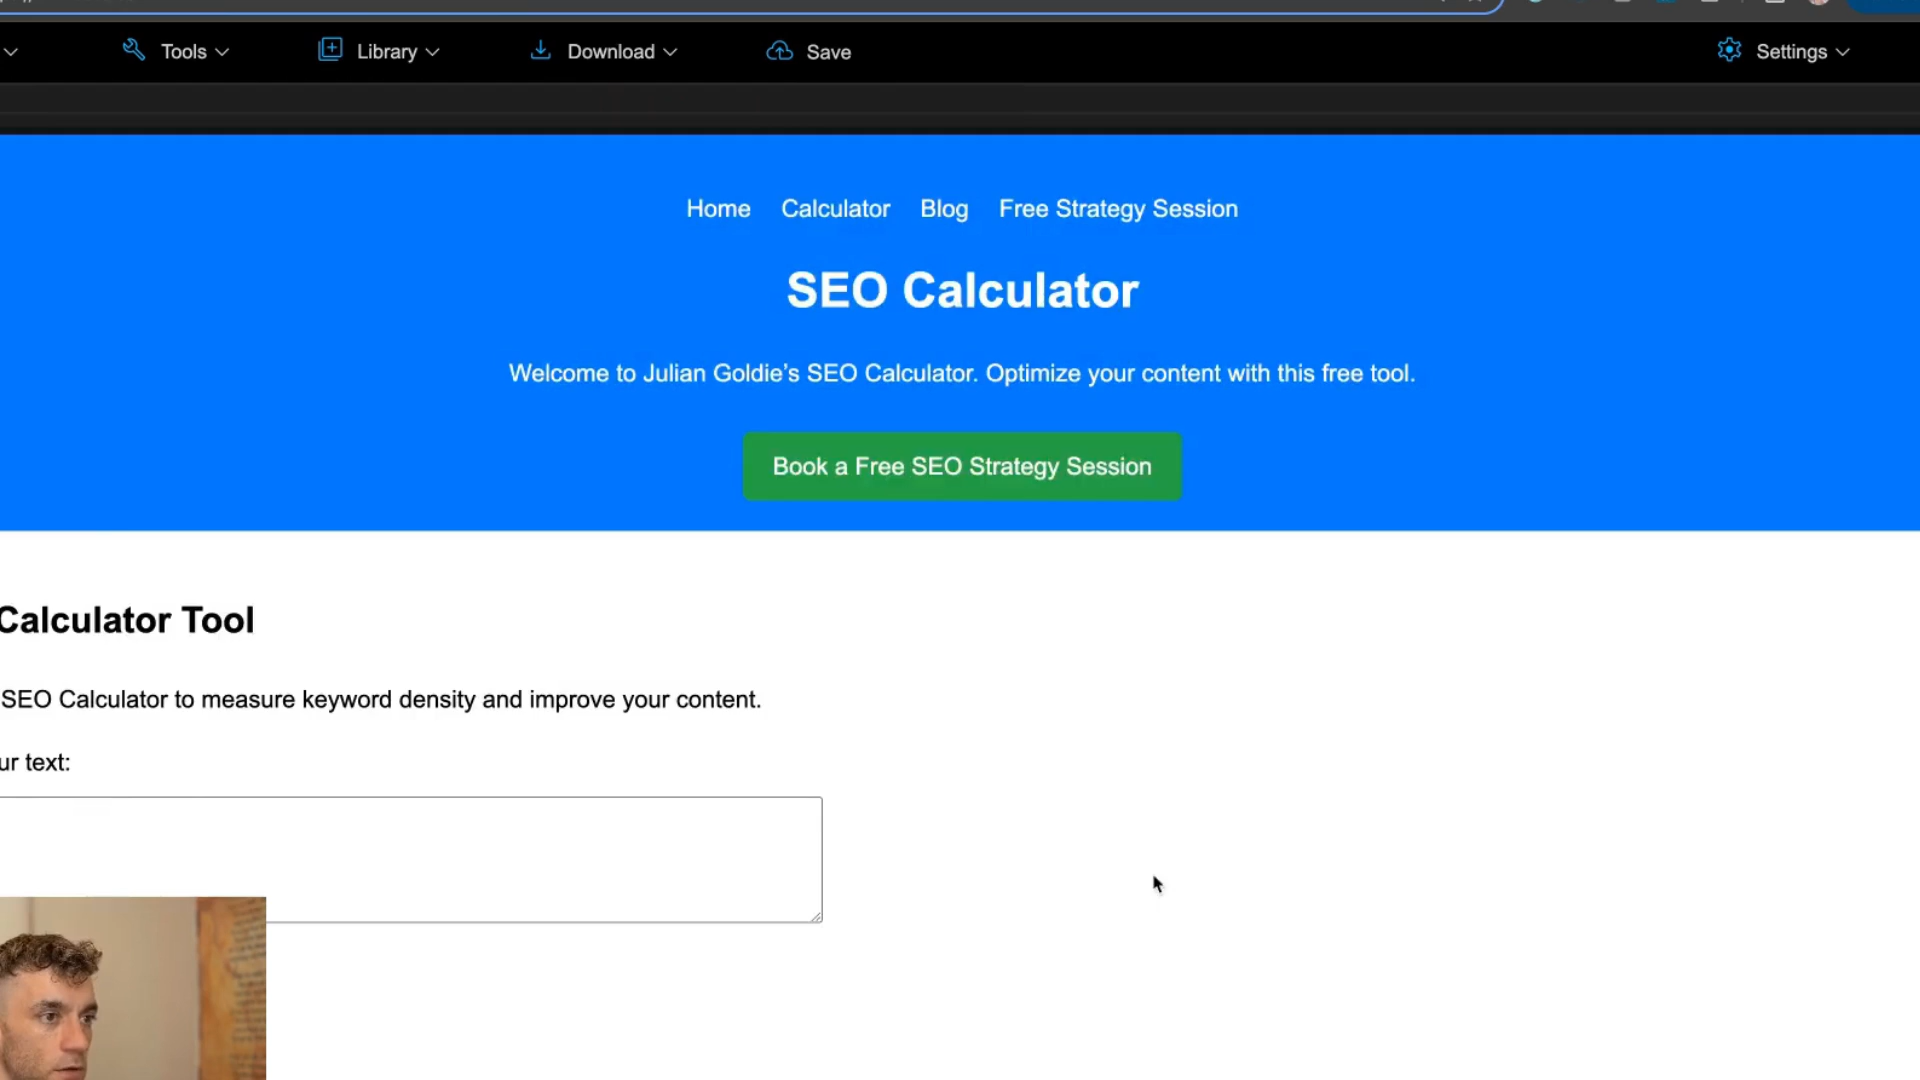 Tools Library Download Save Settings
Home Calculator Blog Free Strategy Session
SEO Calculator
Welcome to Julian Goldie’s SEO Calculator. Optimize your content with this free tool.
Book a Free SEO Strategy Session
Calculator Tool
SEO Calculator to measure keyword density and improve your content.
ur text: